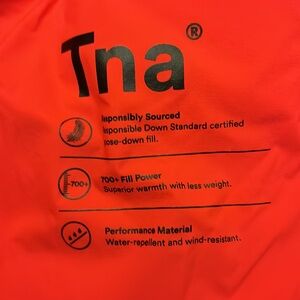 Tna®
Responsibly Sourced
Responsible Down Standard certified
goose-down fill.
-700+
700+ Fill Power
Superior warmth with less weight.
Performance Material
Water-repellent and wind-resistant.